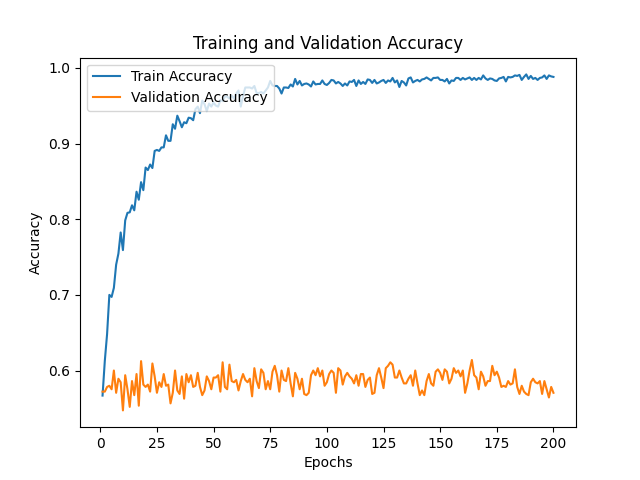 Training and Validation Accuracy
Train Accuracy
Validation Accuracy
Accuracy
1.0
0.9
0.8
0.7
0.6
0 25 50 75 100 125 150 175 200
Epochs